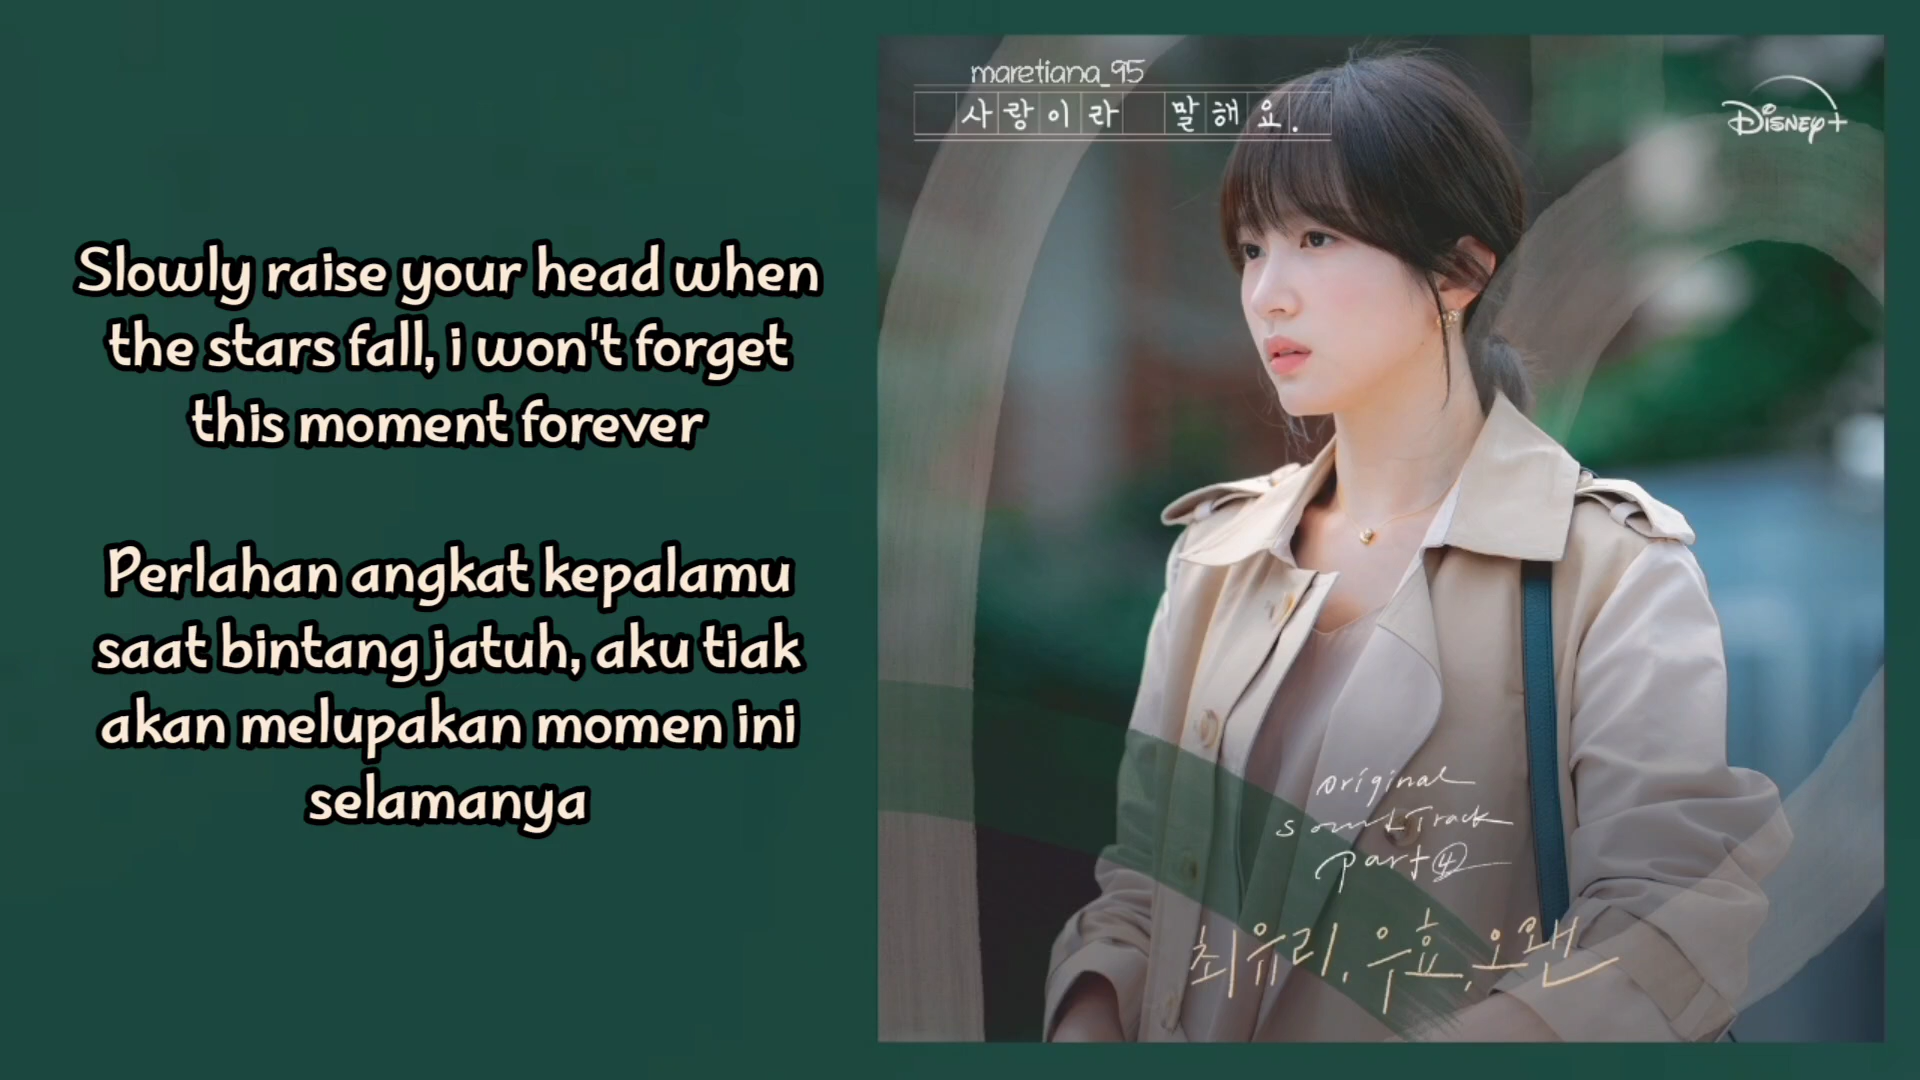 Slowly raise your head when
the stars fall, i won't forget
this moment forever
Perlahan angkat kepalamu
saat bintang jatuh, aku tiak
akan melupakan momen ini
selamanya
maretiana_95
사랑이라 말해요.
Disney+
original
soundTrack
part④
최유리, 우효, 오왠